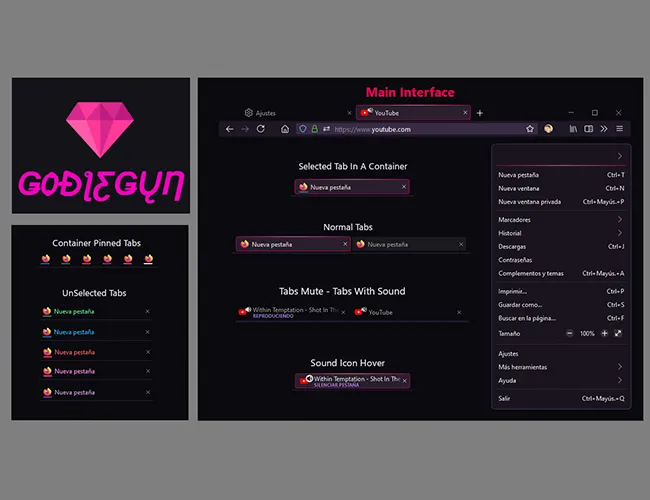 GODIEGUN
Container Pinned Tabs
UnSelected Tabs
Nueva pestaña
Nueva pestaña
Nueva pestaña
Nueva pestaña
Nueva pestaña
Main Interface
Ajustes
YouTube
https://www.youtube.com
Selected Tab In A Container
Nueva pestaña
Normal Tabs
Nueva pestaña
Nueva pestaña
Tabs Mute - Tabs With Sound
Within Temptation - Shot In The
REPRODUCIENDO
YouTube
Sound Icon Hover
Within Temptation - Shot In The
SILENCIAR PESTAÑA
Nueva pestaña Ctrl+T
Nueva ventana Ctrl+N
Nueva ventana privada Ctrl+Mayús.+P
Marcadores
Historial
Descargas Ctrl+J
Contraseñas
Complementos y temas Ctrl+Mayús.+A
Imprimir... Ctrl+P
Guardar como... Ctrl+S
Buscar en la página... Ctrl+F
Tamaño 100%
Ajustes
Más herramientas
Ayuda
Salir Ctrl+Mayús.+Q